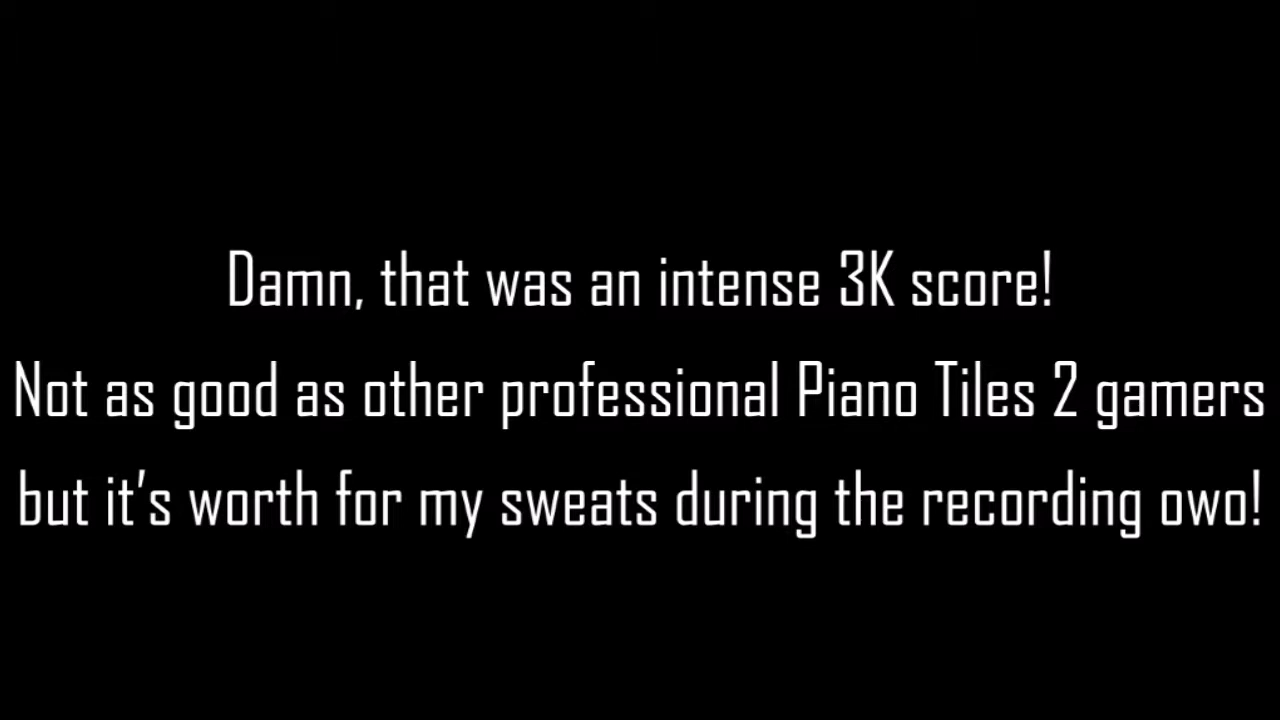 Damn, that was an intense 3K score!
Not as good as other professional Piano Tiles 2 gamers
but it’s worth for my sweats during the recording owo!